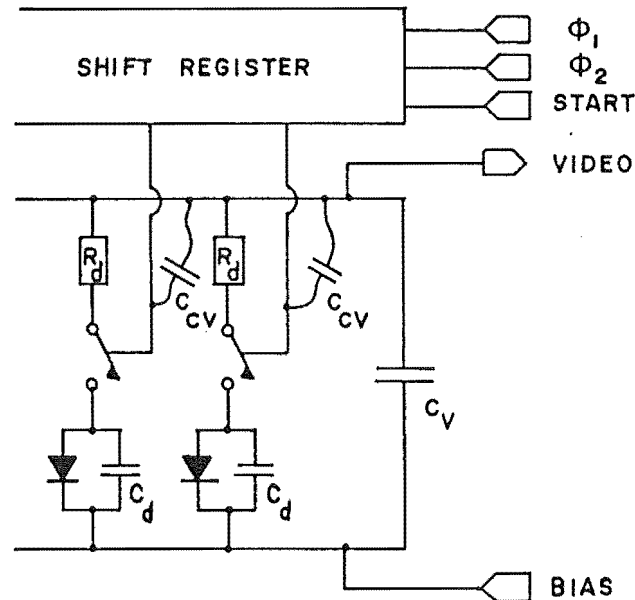 Φ1
SHIFT REGISTER
Φ2
START
VIDEO
Rd
Rd
CCV
CCV
CV
Cd
Cd
BIAS